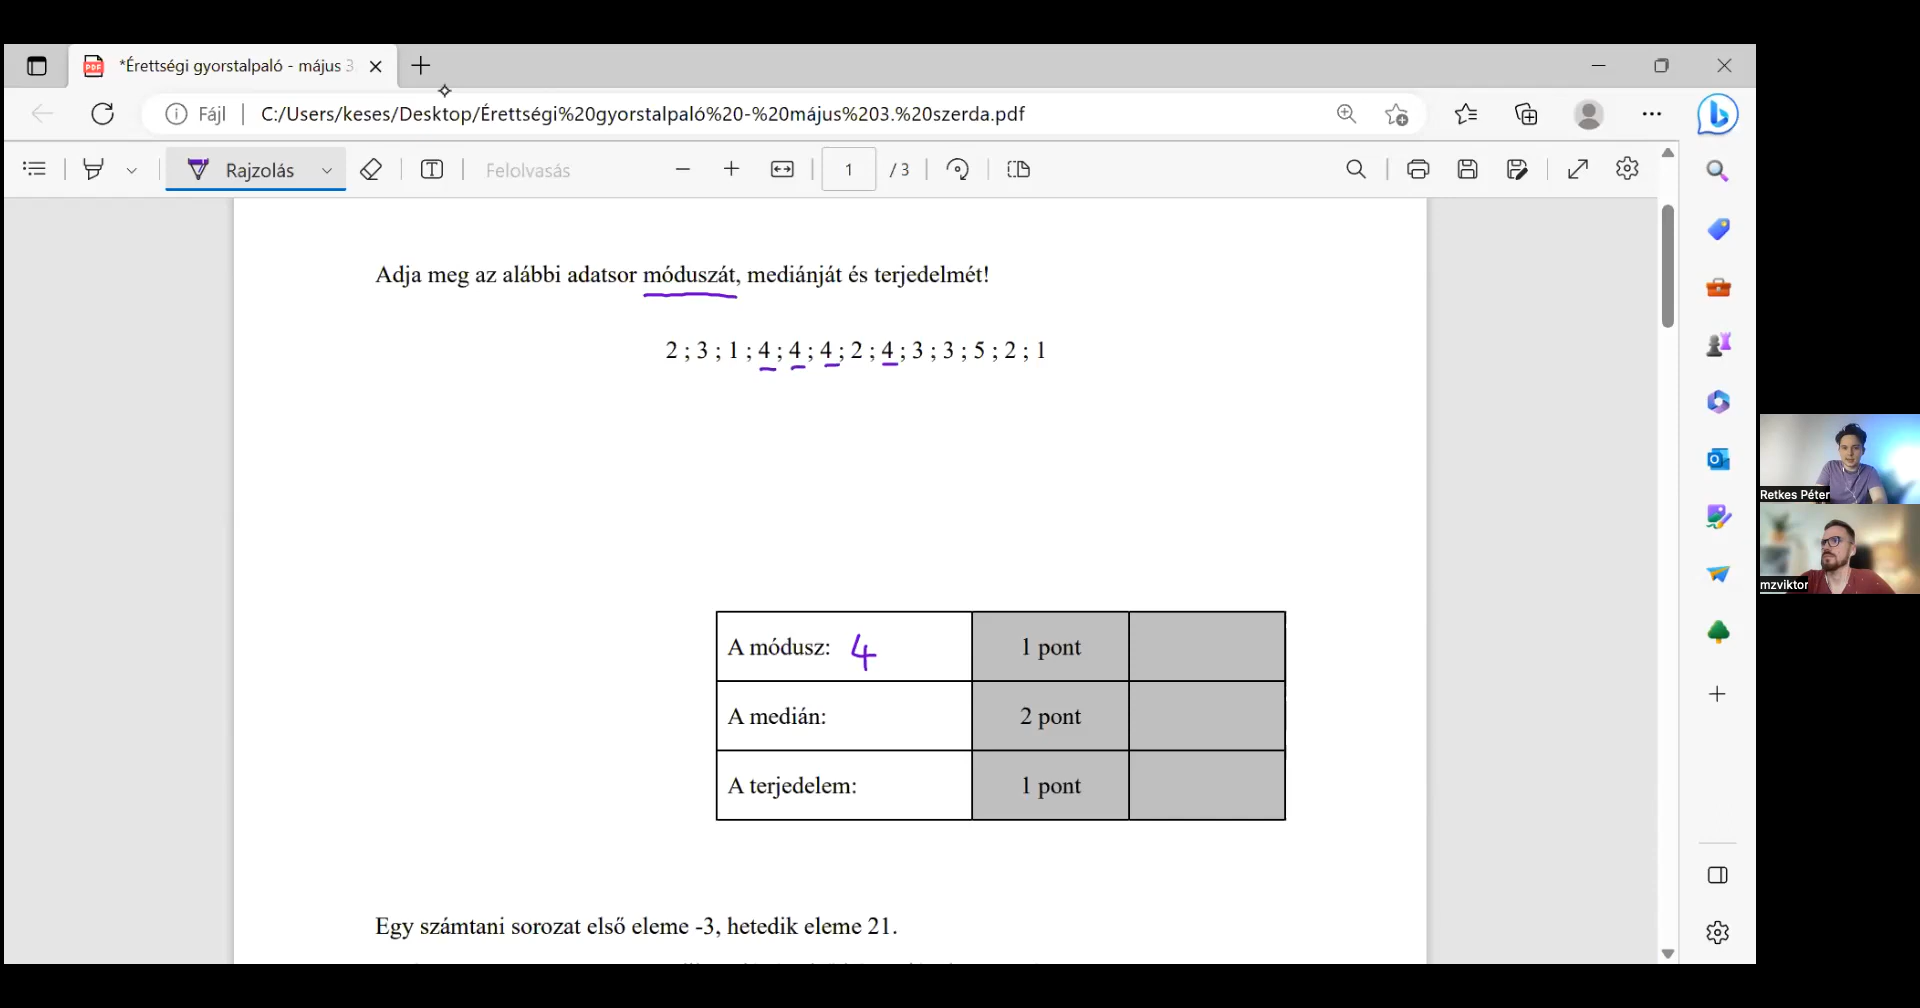 *Érettségi gyorstalpaló - május 3
Fájl
C:/Users/keses/Desktop/Érettségi%20gyorstalpaló%20-%20május%203.%20szerda.pdf
Rajzolás
Felolvasás
1
/ 3
Adja meg az alábbi adatsor móduszát, mediánját és terjedelmét!
2 ; 3 ; 1 ; 4 ; 4 ; 4 ; 2 ; 4 ; 3 ; 3 ; 5 ; 2 ; 1
A módusz: 4
1 pont
A medián:
2 pont
A terjedelem:
1 pont
Egy számtani sorozat első eleme -3, hetedik eleme 21.
Retkes Péter
mzviktor